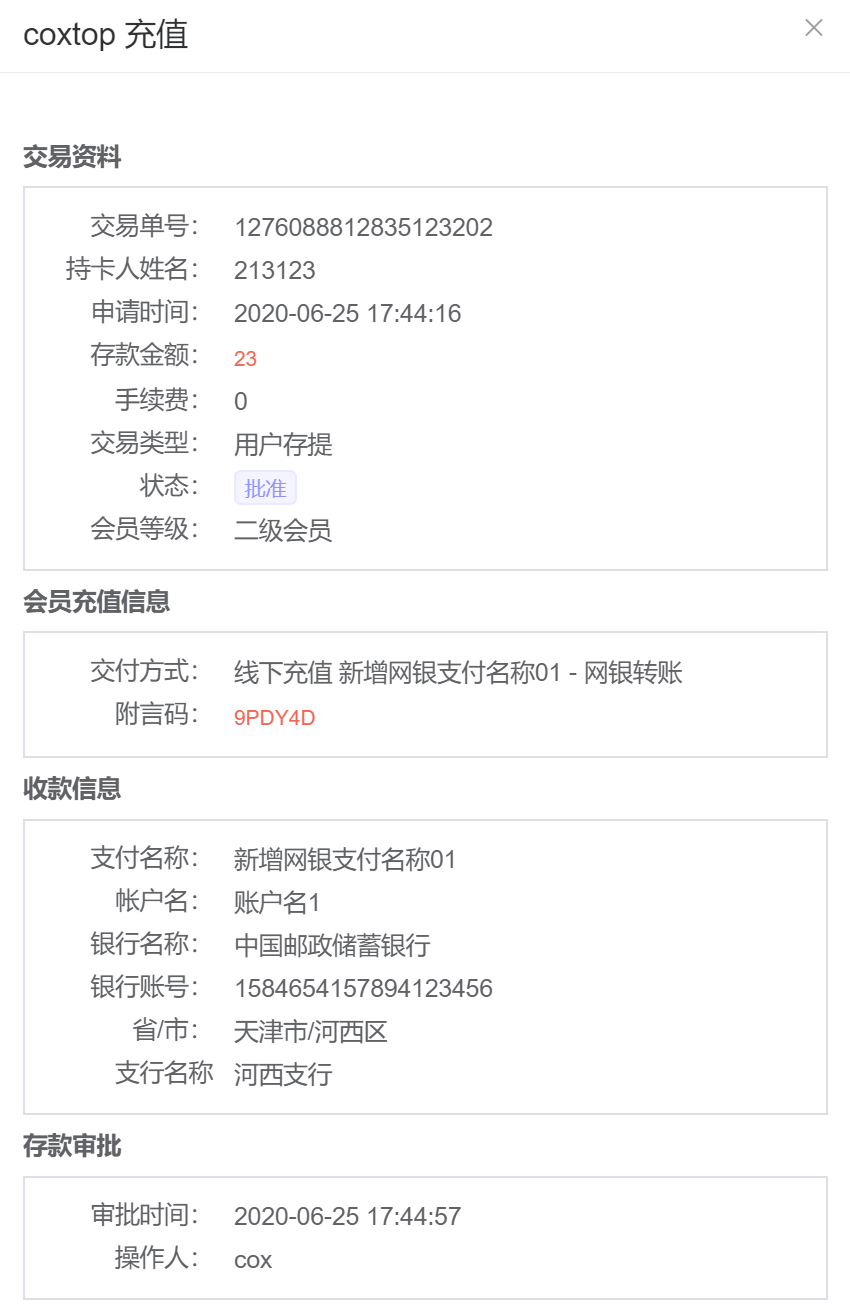 coxtop 充值
交易资料
交易单号： 1276088812835123202
持卡人姓名： 213123
申请时间： 2020-06-25 17:44:16
存款金额： 23
手续费： 0
交易类型： 用户存提
状态： 批准
会员等级： 二级会员
会员充值信息
交付方式： 线下充值 新增网银支付名称01 - 网银转账
附言码： 9PDY4D
收款信息
支付名称： 新增网银支付名称01
帐户名： 账户名1
银行名称： 中国邮政储蓄银行
银行账号： 1584654157894123456
省/市： 天津市/河西区
支行名称 河西支行
存款审批
审批时间： 2020-06-25 17:44:57
操作人： cox